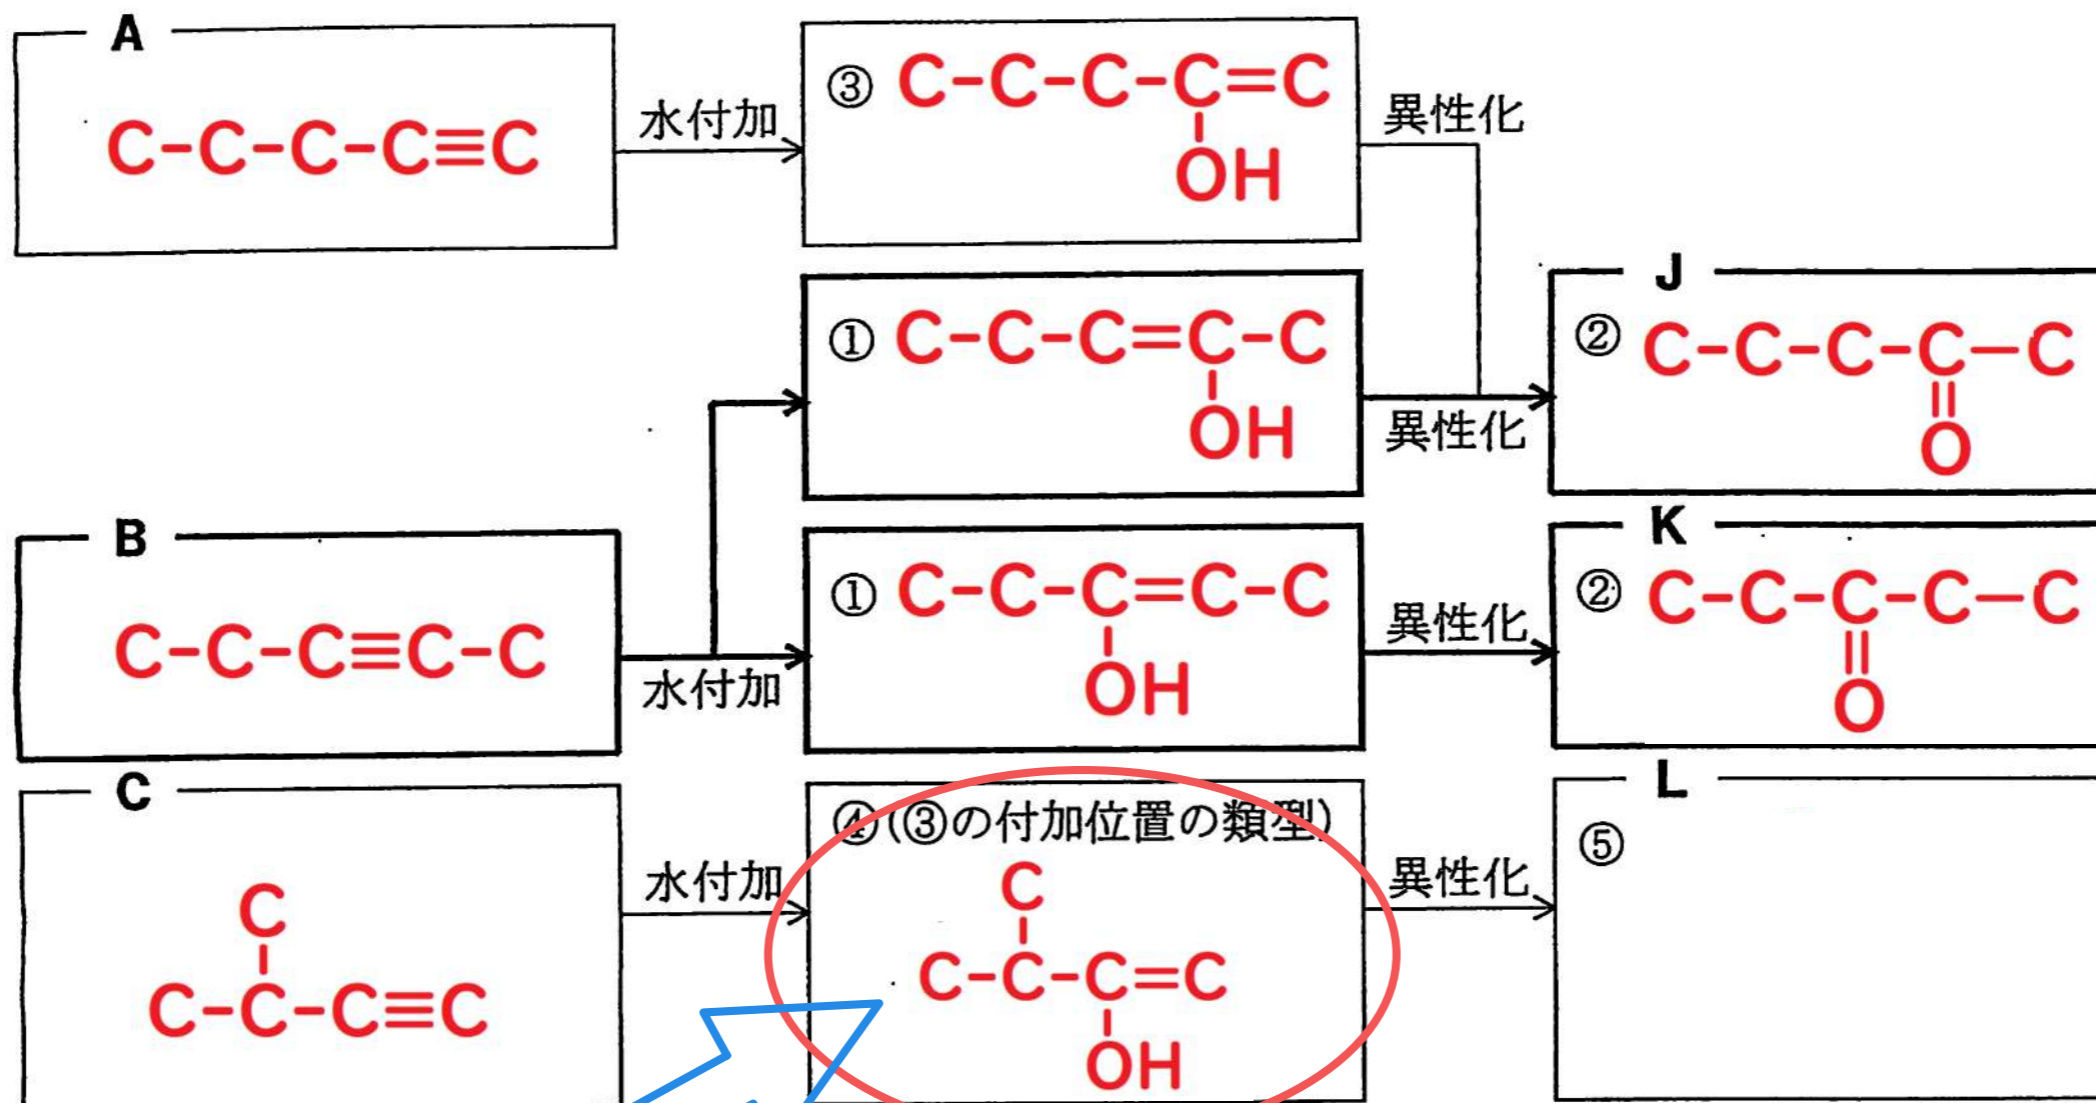 A
C-C-C-C≡C
水付加
③ C-C-C-C=C
OH
異性化
① C-C-C=C-C
OH
異性化
J
② C-C-C-C-C
O
B
C-C-C≡C-C
水付加
① C-C-C=C-C
OH
異性化
K
② C-C-C-C-C
O
C
C
C-C-C≡C
水付加
④(③の付加位置の類型)
C
C-C-C=C
OH
異性化
L
⑤